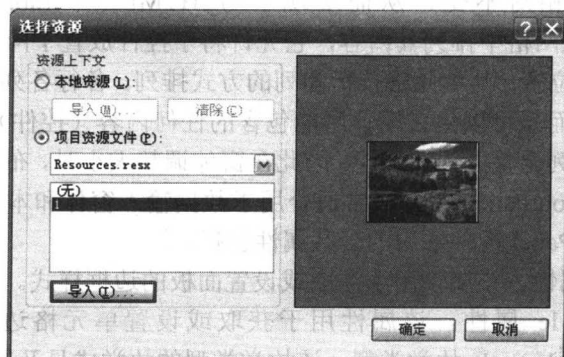 选择资源
资源上下文
本地资源(L):
导入(M)... 清除(C)
项目资源文件(P):
Resources.resx
(无)
1
导入(I)...
确定 取消